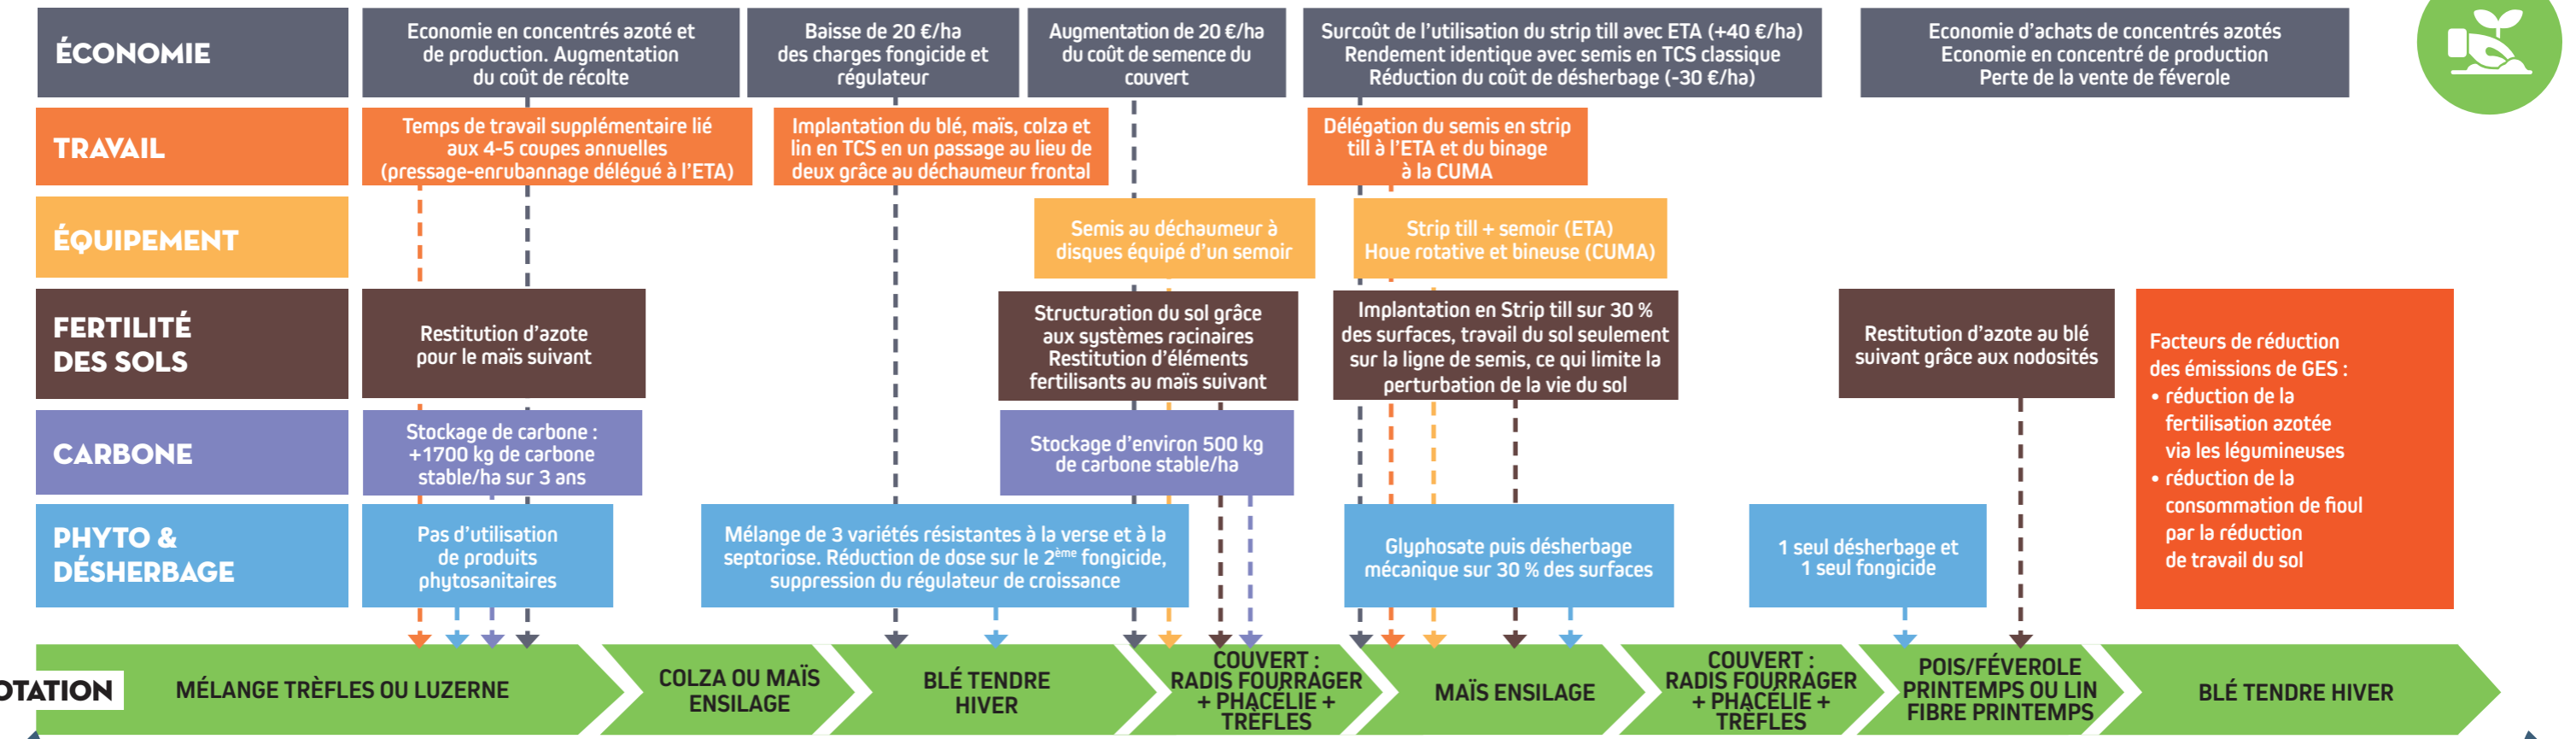 ÉCONOMIE
Economie en concentrés azoté et
de production. Augmentation
du coût de récolte
Baisse de 20 €/ha
des charges fongicide et
régulateur
Augmentation de 20 €/ha
du coût de semence du
couvert
Surcoût de l'utilisation du strip till avec ETA (+40 €/ha)
Rendement identique avec semis en TCS classique
Réduction du coût de désherbage (-30 €/ha)
Economie d'achats de concentrés azotés
Economie en concentré de production
Perte de la vente de féverole
TRAVAIL
Temps de travail supplémentaire lié
aux 4-5 coupes annuelles
(pressage-enrubannage délégué à l'ETA)
Implantation du blé, maïs, colza et
lin en TCS en un passage au lieu de
deux grâce au déchaumeur frontal
Délégation du semis en strip
till à l'ETA et du binage
à la CUMA
ÉQUIPEMENT
Semis au déchaumeur à
disques équipé d'un semoir
Strip till + semoir (ETA)
Houe rotative et bineuse (CUMA)
FERTILITÉ
DES SOLS
Restitution d'azote
pour le maïs suivant
Structuration du sol grâce
aux systèmes racinaires
Restitution d'éléments
fertilisants au maïs suivant
Implantation en Strip till sur 30 %
des surfaces, travail du sol seulement
sur la ligne de semis, ce qui limite la
perturbation de la vie du sol
Restitution d'azote au blé
suivant grâce aux nodosités
Facteurs de réduction
des émissions de GES :
• réduction de la
fertilisation azotée
via les légumineuses
• réduction de la
consommation de fioul
par la réduction
de travail du sol
CARBONE
Stockage de carbone :
+1700 kg de carbone
stable/ha sur 3 ans
Stockage d'environ 500 kg
de carbone stable/ha
PHYTO &
DÉSHERBAGE
Pas d'utilisation
de produits
phytosanitaires
Mélange de 3 variétés résistantes à la verse et à la
septoriose. Réduction de dose sur le 2ème fongicide,
suppression du régulateur de croissance
Glyphosate puis désherbage
mécanique sur 30 % des surfaces
1 seul désherbage et
1 seul fongicide
OTATION
MÉLANGE TRÈFLES OU LUZERNE
COLZA OU MAÏS
ENSILAGE
BLÉ TENDRE
HIVER
COUVERT :
RADIS FOURRAGER
+ PHACÉLIE +
TRÈFLES
MAÏS ENSILAGE
COUVERT :
RADIS FOURRAGER
+ PHACÉLIE +
TRÈFLES
POIS/FÉVEROLE
PRINTEMPS OU LIN
FIBRE PRINTEMPS
BLÉ TENDRE HIVER